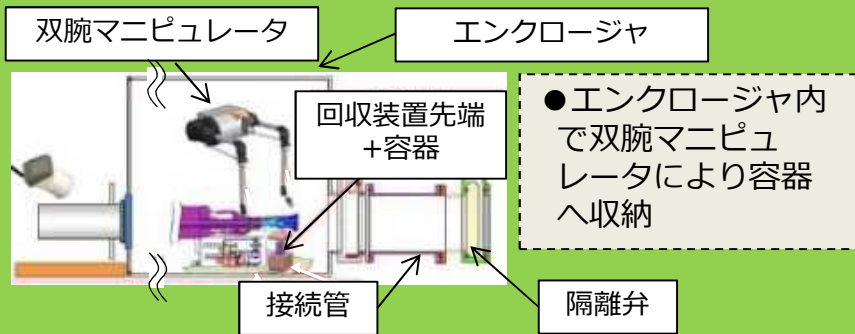 双腕マニピュレータ
エンクロージャ
回収装置先端
+容器
●エンクロージャ内
で双腕マニピュ
レータにより容器
へ収納
接続管
隔離弁